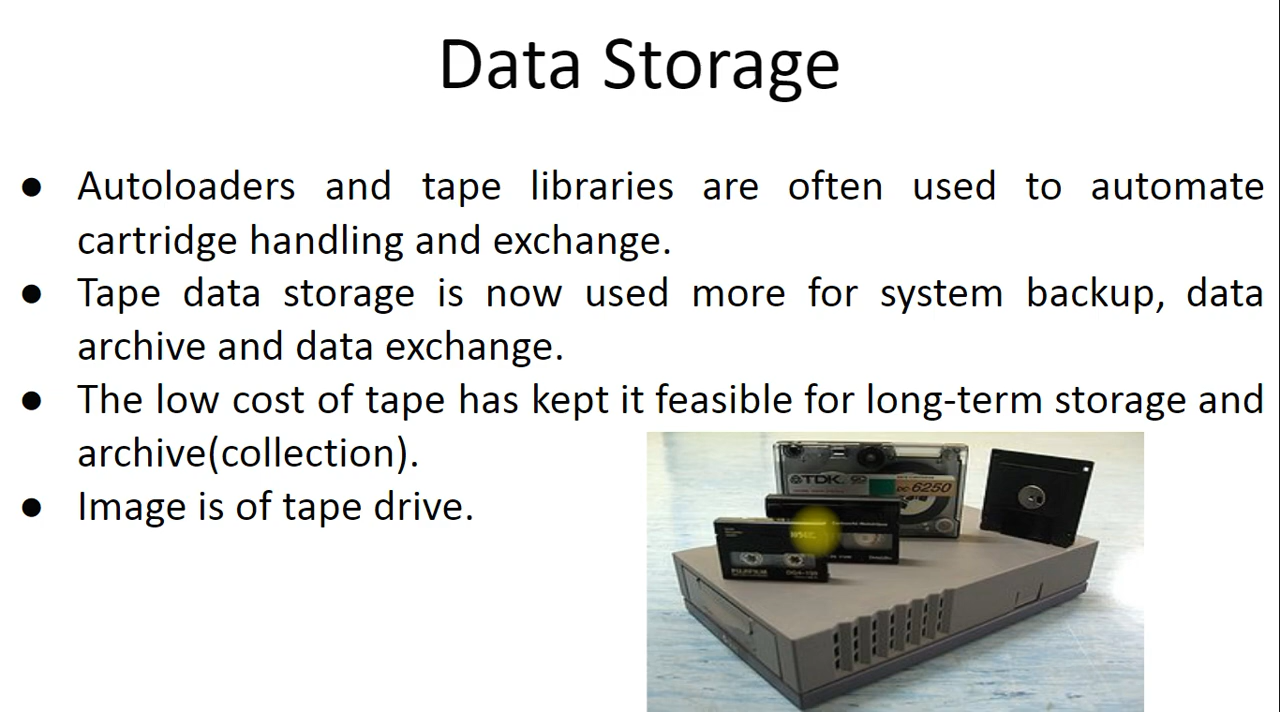 Data Storage
● Autoloaders and tape libraries are often used to automate
cartridge handling and exchange.
● Tape data storage is now used more for system backup, data
archive and data exchange.
● The low cost of tape has kept it feasible for long-term storage and
archive(collection).
● Image is of tape drive.
TDK
DC-6250
FUJIFILM